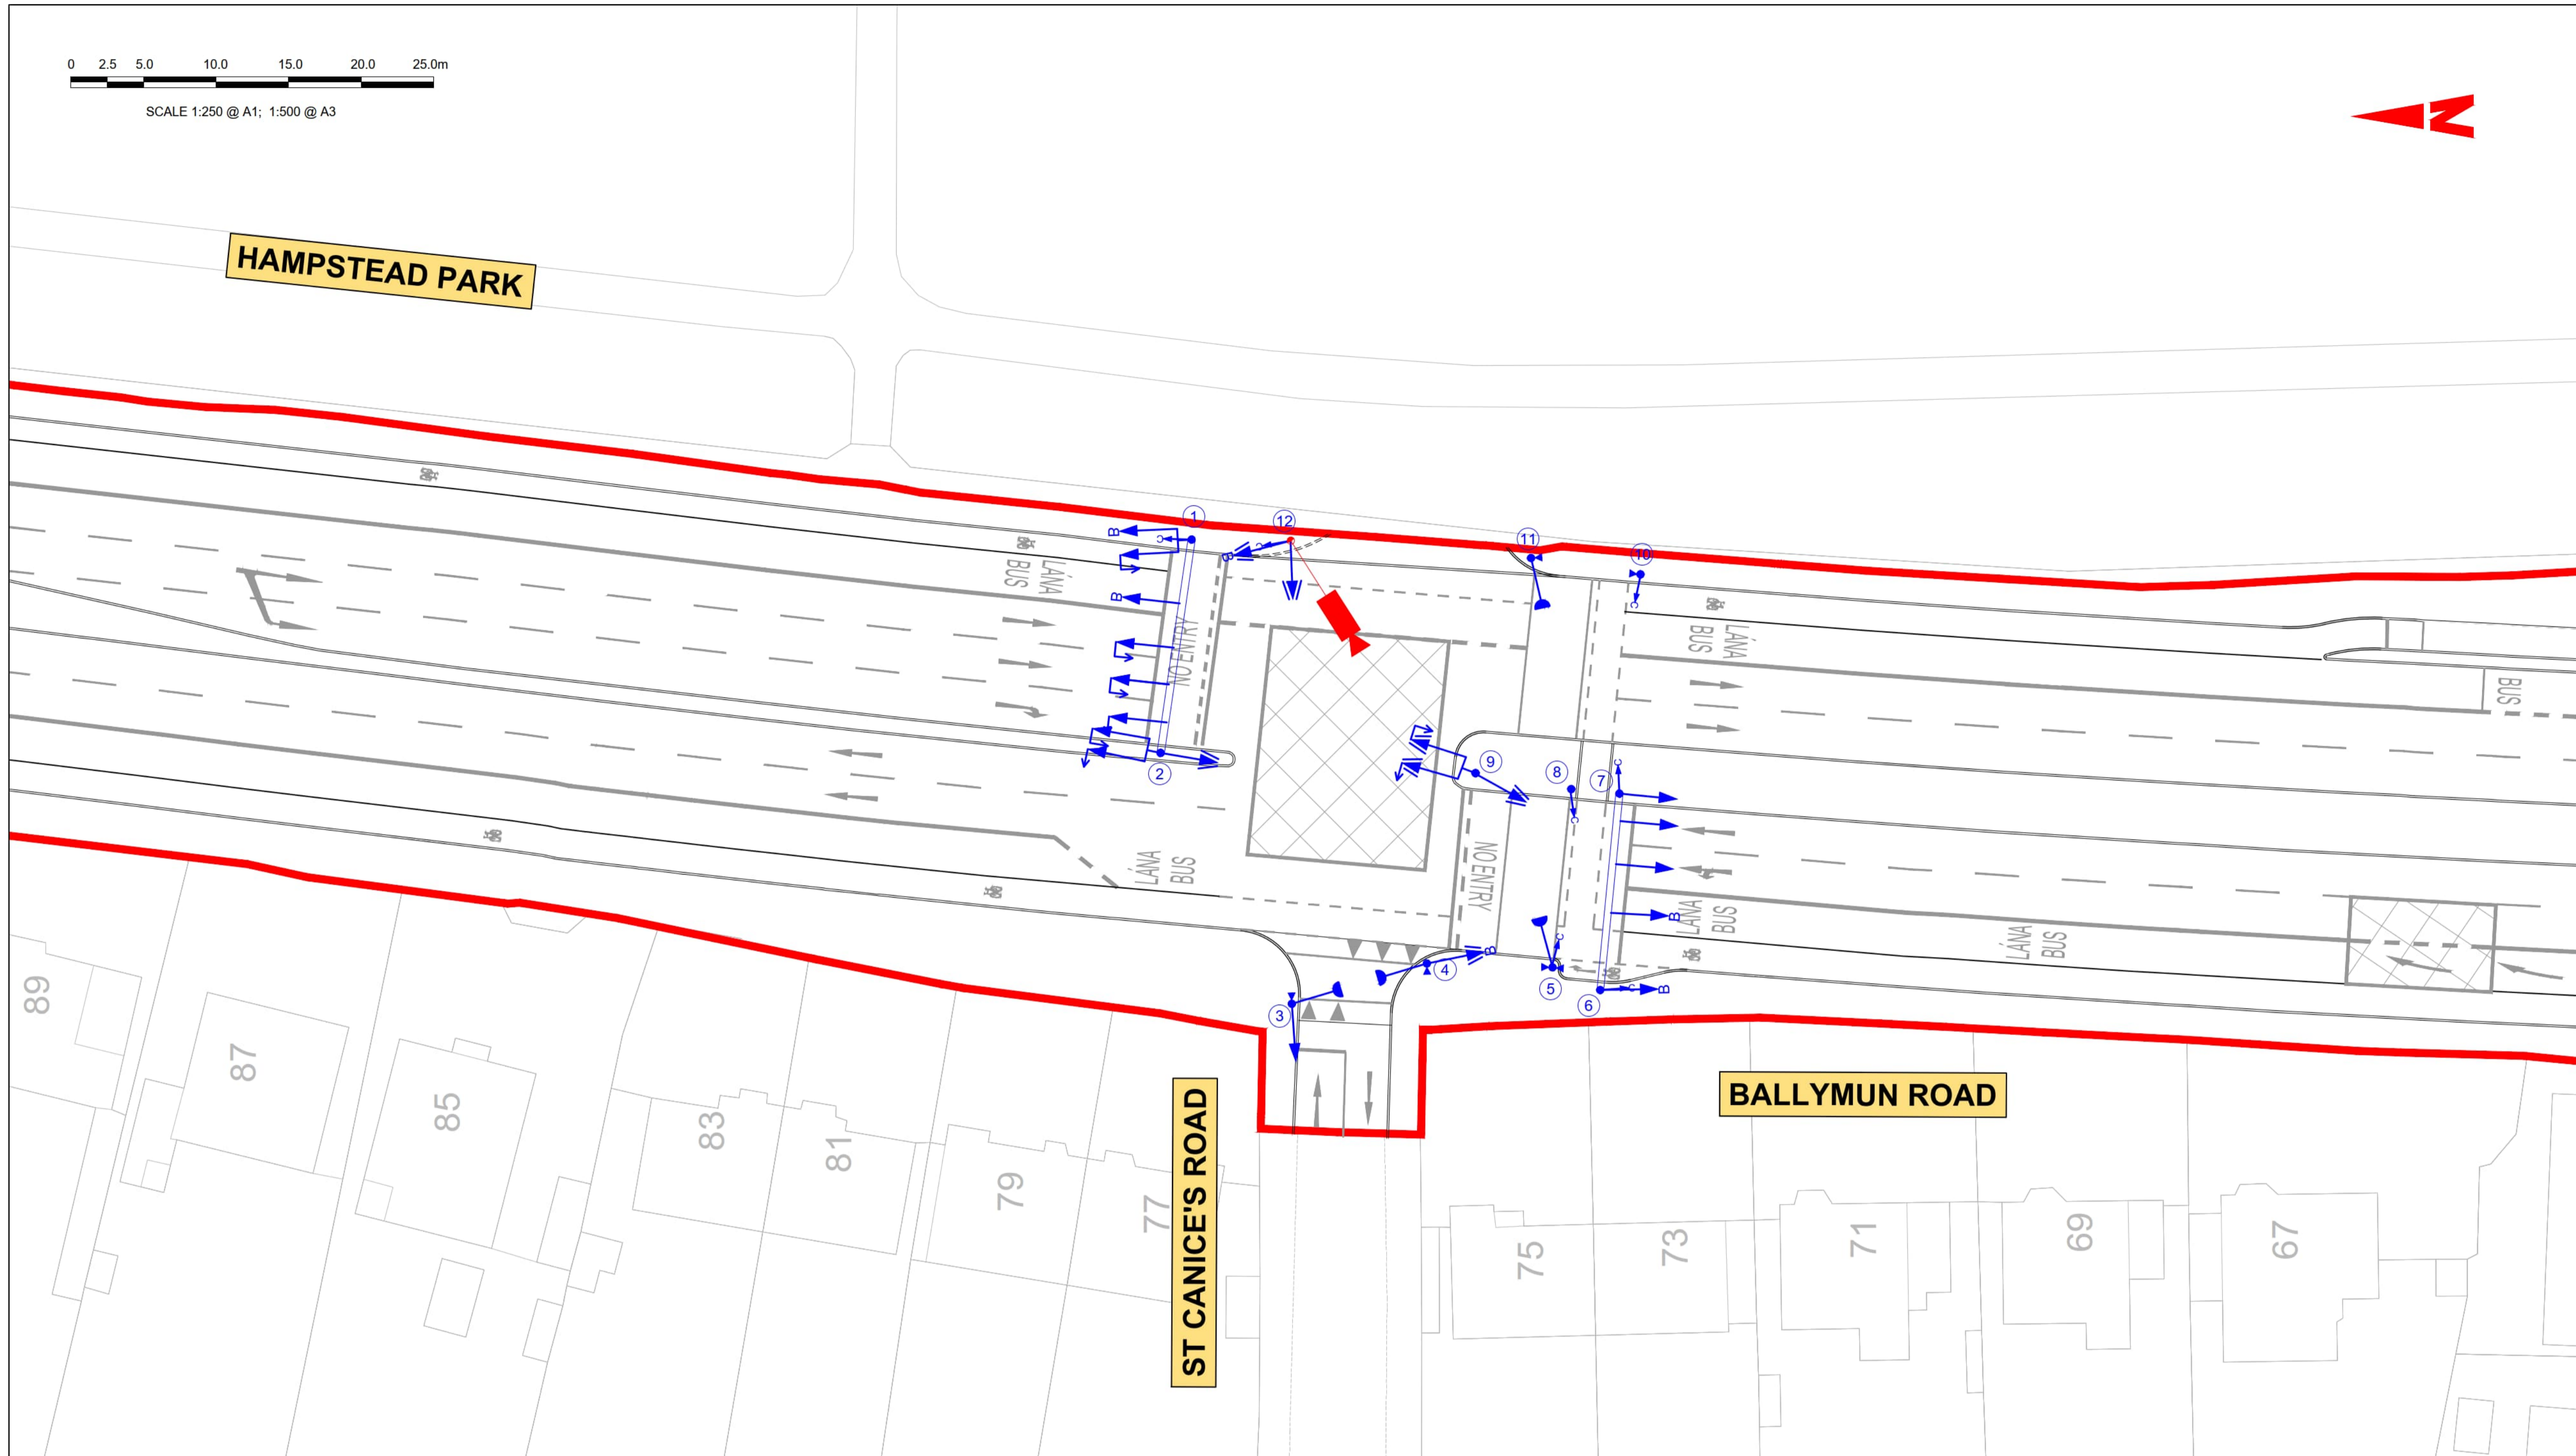 0 2.5 5.0 10.0 15.0 20.0 25.0m
SCALE 1:250 @ A1; 1:500 @ A3
N
HAMPSTEAD PARK
1
12
11
10
B
C
B
C
B
C
LÁNA
BUS
NO ENTRY
LÁNA
BUS
BUS
2
9
8
7
C
C
LÁNA
BUS
NO ENTRY
B
LÁNA
BUS
LÁNA
BUS
B
C
4
3
5
6
C
B
89
87
85
83
81
79
77
75
73
71
69
67
ST CANICE'S ROAD
BALLYMUN ROAD